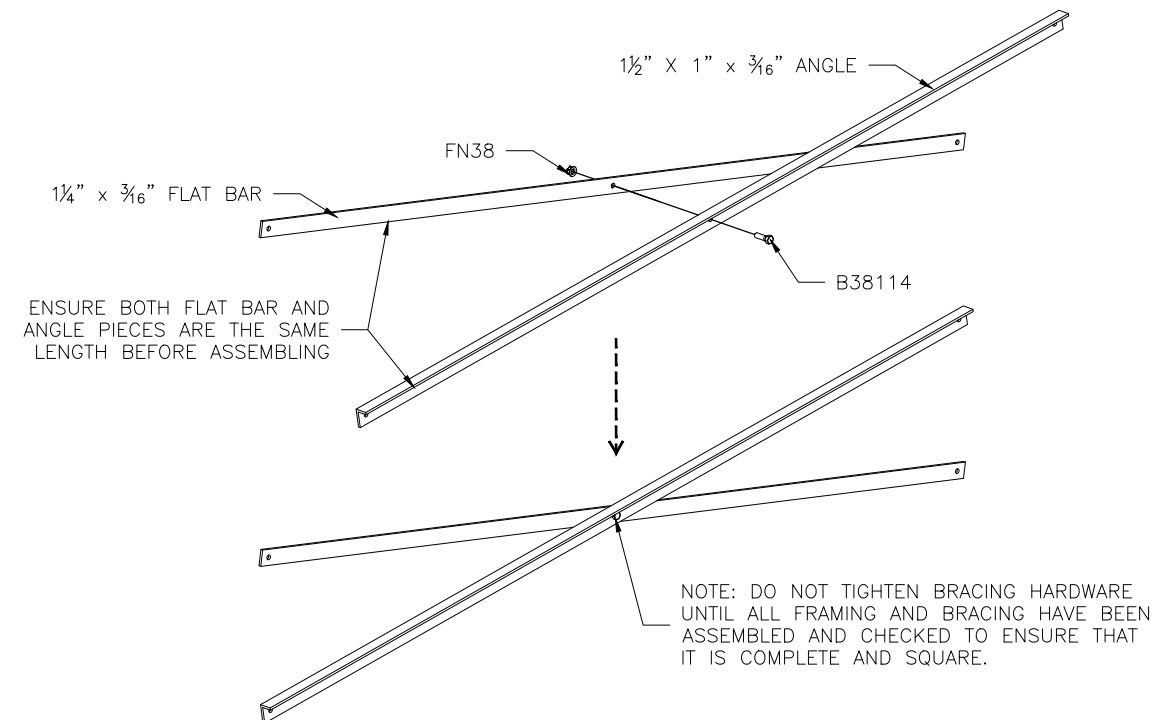 1½” X 1” x 3⁄16” ANGLE
FN38
1¼” x 3⁄16” FLAT BAR
B38114
ENSURE BOTH FLAT BAR AND
ANGLE PIECES ARE THE SAME
LENGTH BEFORE ASSEMBLING
NOTE: DO NOT TIGHTEN BRACING HARDWARE
UNTIL ALL FRAMING AND BRACING HAVE BEEN
ASSEMBLED AND CHECKED TO ENSURE THAT
IT IS COMPLETE AND SQUARE.